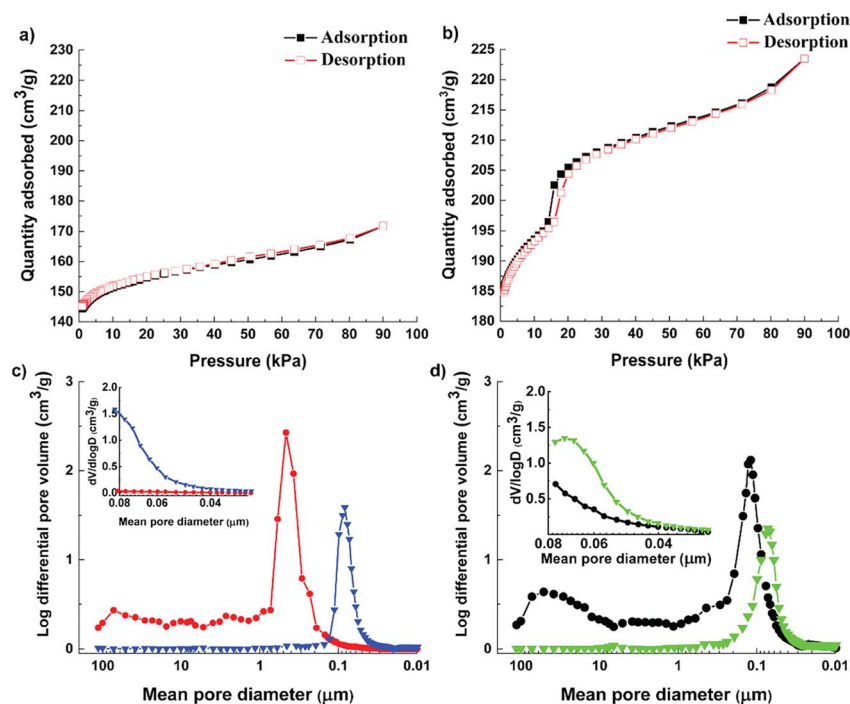 a)
Adsorption
Desorption
Quantity adsorbed (cm³/g)
230
220
210
200
190
180
170
160
150
140
130
0 10 20 30 40 50 60 70 80 90 100
Pressure (kPa)
b)
Adsorption
Desorption
Quantity adsorbed (cm³/g)
225
220
215
210
205
200
195
190
185
180
0 10 20 30 40 50 60 70 80 90 100
Pressure (kPa)
c)
Log differential pore volume (cm³/g)
3
2
1
0
dV/dlogD (cm³/g)
2.0
1.5
1.0
0.5
0.0
0.08 0.06 0.04
Mean pore diameter (μm)
100 10 1 0.1 0.01
Mean pore diameter (μm)
d)
Log differential pore volume (cm³/g)
3
2
1
0
dV/logD (cm³/g)
2.0
1.5
1.0
0.5
0.08 0.06 0.04
Mean pore diameter (μm)
100 10 1 0.1 0.01
Mean pore diameter (μm)